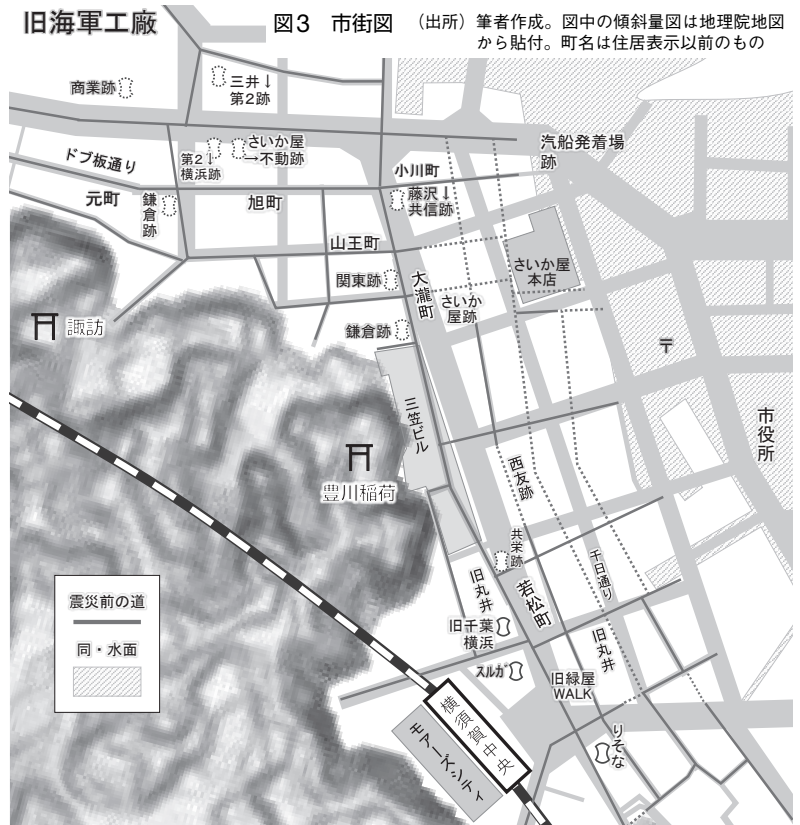 旧海軍工廠
図3 市街図 （出所）筆者作成。図中の傾斜量図は地理院地図
から貼付。町名は住居表示以前のもの
商業跡
三井↓
第2跡
ドブ板通り
第2↓
横浜跡
さいか屋
→不動跡
汽船発着場
跡
小川町
元町
鎌倉跡
旭町
藤沢↓
共信跡
山王町
関東跡
大瀧町
さいか屋
本店
さいか
屋跡
諏訪
鎌倉跡
〒
三笠ビル
市役所
豊川稲荷
西友跡
共栄跡
千日通り
震災前の道
同・水面
旧丸井
若松町
旧千葉
横浜
旧丸井
スルガ
旧緑屋
WALK
横須賀中央
モアーズシティ
りそな